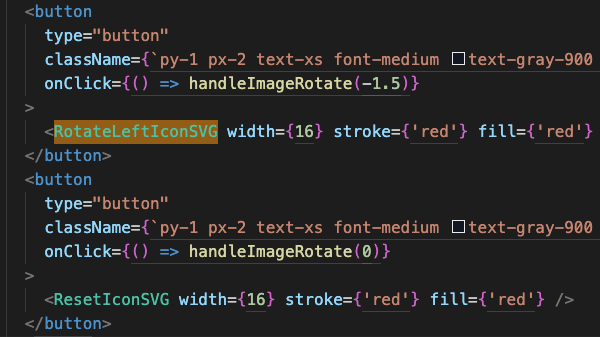 <button
type="button"
className={`py-1 px-2 text-xs font-medium text-gray-900
onClick={() => handleImageRotate(-1.5)}
>
<RotateLeftIconSVG width={16} stroke={'red'} fill={'red'}
</button>
<button
type="button"
className={`py-1 px-2 text-xs font-medium text-gray-900
onClick={() => handleImageRotate(0)}
>
<ResetIconSVG width={16} stroke={'red'} fill={'red'} />
</button>